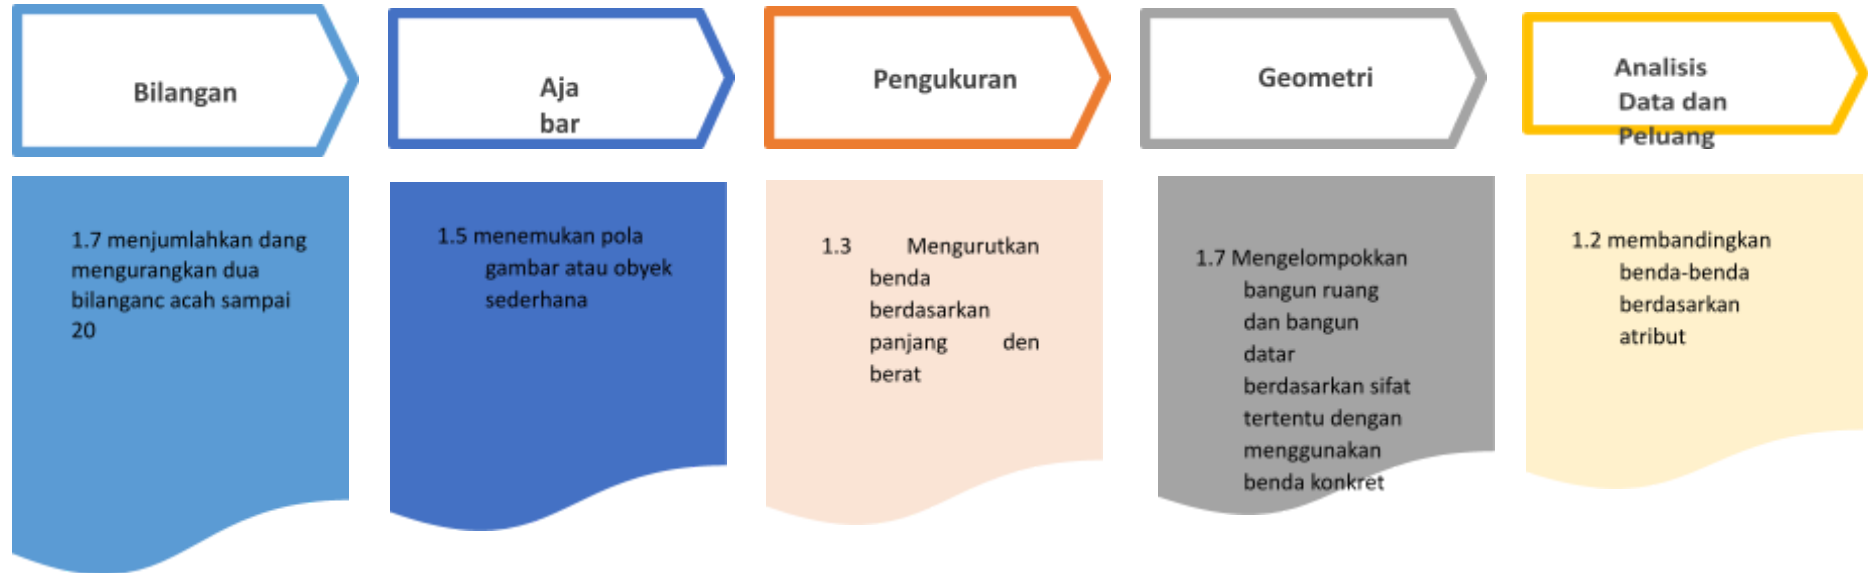 Bilangan
Aja
bar
Pengukuran
Geometri
Analisis
Data dan
Peluang
1.7 menjumlahkan dang
mengurangkan dua
bilanganc acah sampai
20
1.5 menemukan pola
gambar atau obyek
sederhana
1.3 Mengurutkan
benda
berdasarkan
panjang den
berat
1.7 Mengelompokkan
bangun ruang
dan bangun
datar
berdasarkan sifat
tertentu dengan
menggunakan
benda konkret
1.2 membandingkan
benda-benda
berdasarkan
atribut